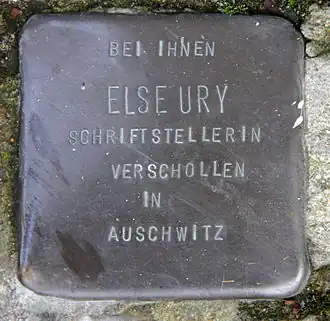 BEI IHNEN
ELSE URY
SCHRIFTSTELLERIN
VERSCHOLLEN
IN
AUSCHWITZ